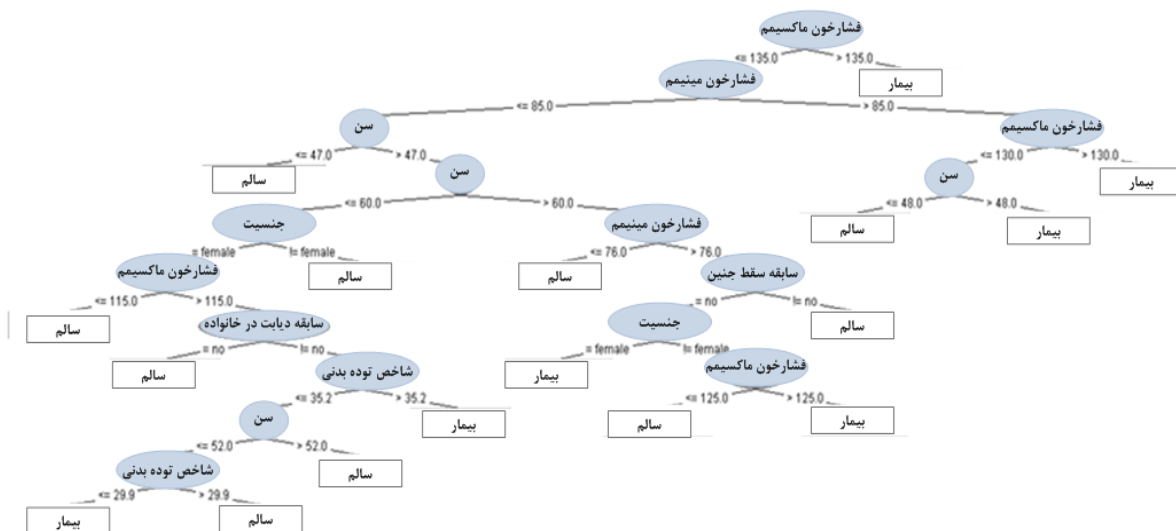 فشارخون ماکسیمم
<= 135.0 > 135.0
فشارخون مینیمم
بیمار
<= 85.0 > 85.0
سن
فشارخون ماکسیمم
<= 47.0 > 47.0
<= 130.0 > 130.0
سالم
سن
سن
بیمار
<= 60.0 > 60.0
<= 48.0 > 48.0
جنسیت
فشارخون مینیمم
سالم
بیمار
= female != female
<= 76.0 > 76.0
فشارخون ماکسیمم
سالم
سالم
سابقه سقط جنین
<= 115.0 > 115.0
= no != no
سالم
سابقه دیابت در خانواده
جنسیت
سالم
= no != no
= female != female
سالم
شاخص توده بدنی
بیمار
فشارخون ماکسیمم
<= 35.2 > 35.2
<= 125.0 > 125.0
سن
بیمار
سالم
بیمار
<= 52.0 > 52.0
شاخص توده بدنی
سالم
<= 29.9 > 29.9
بیمار
سالم